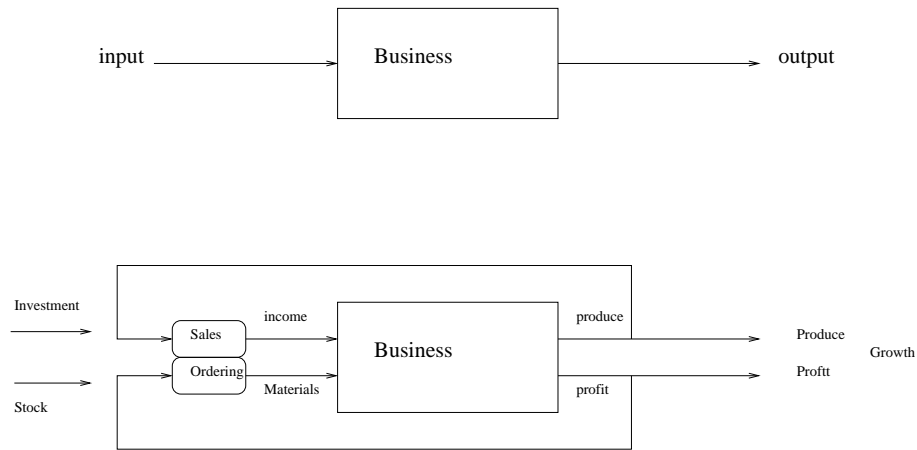 input
Business
output
Investment
income
produce
Sales
Produce
Business
Growth
Ordering
Proftt
Materials
profit
Stock